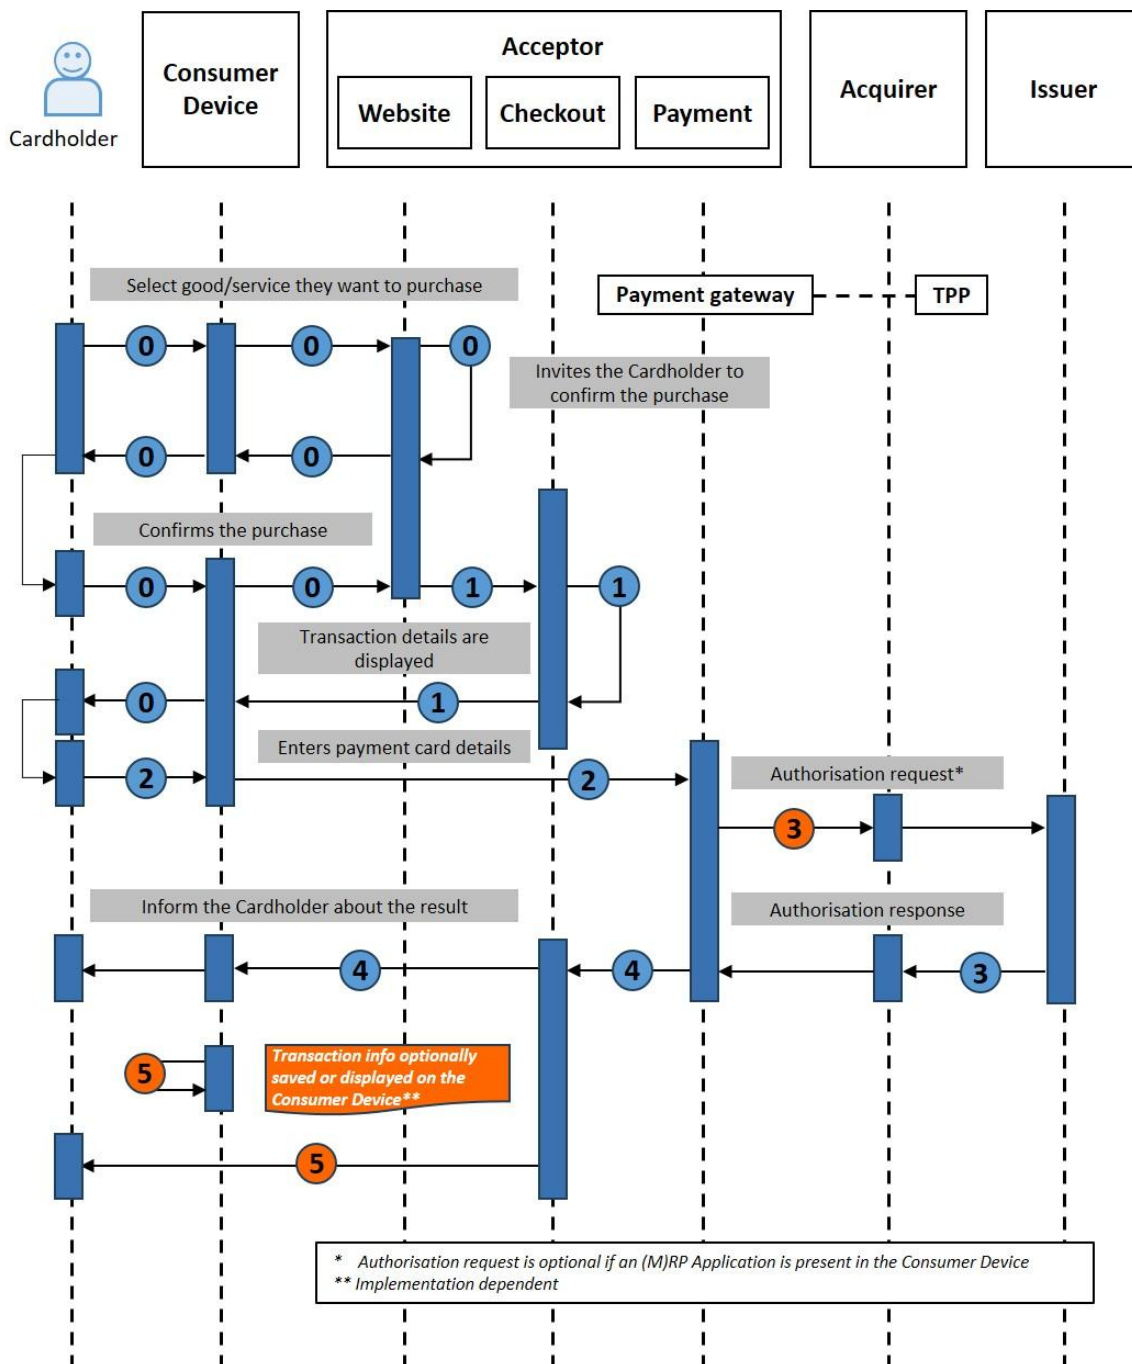 Cardholder
Consumer
Device
Acceptor
Website
Checkout
Payment
Acquirer
Issuer
Select good/service they want to purchase
Payment gateway
TPP
0
0
0
Invites the Cardholder to
confirm the purchase
0
0
Confirms the purchase
0
0
1
1
Transaction details are
displayed
0
1
Enters payment card details
2
2
Authorisation request*
3
Inform the Cardholder about the result
Authorisation response
4
4
3
5
Transaction info optionally
saved or displayed on the
Consumer Device**
5
* Authorisation request is optional if an (M)RP Application is present in the Consumer Device
** Implementation dependent